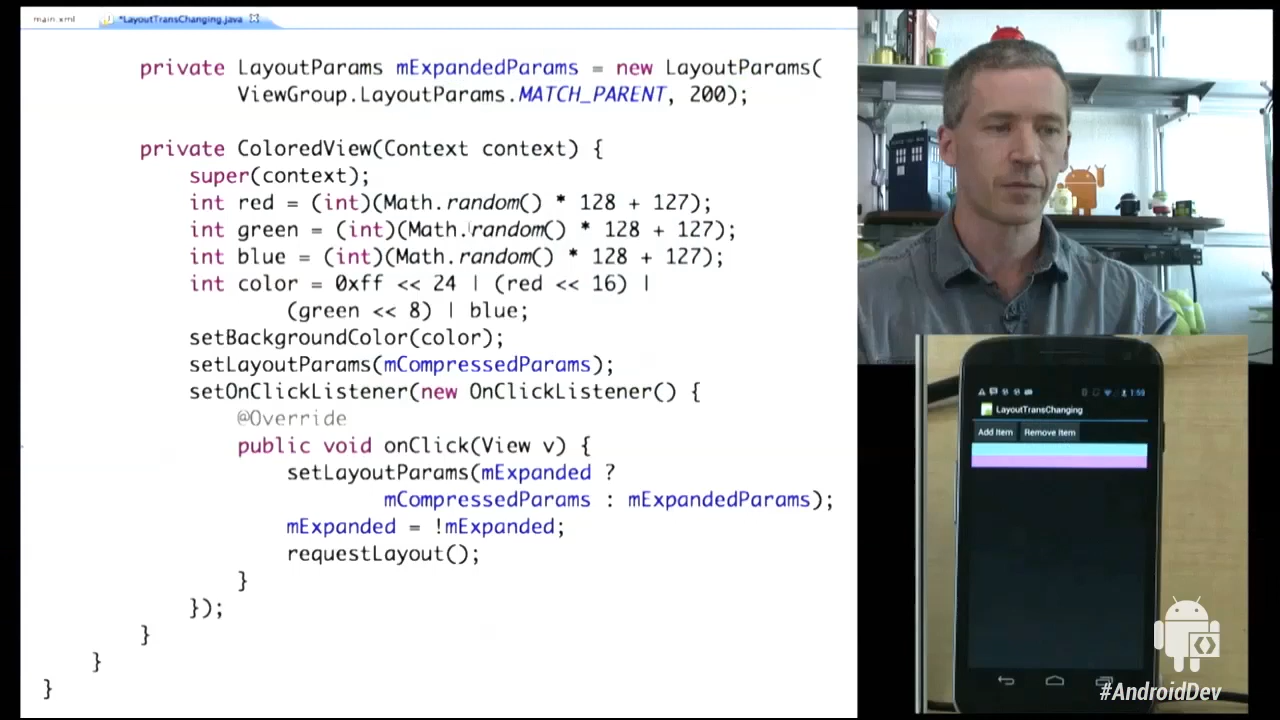 main.xml
*LayoutTransChanging.java
private LayoutParams mExpandedParams = new LayoutParams(
ViewGroup.LayoutParams.MATCH_PARENT, 200);
private ColoredView(Context context) {
super(context);
int red = (int)(Math.random() * 128 + 127);
int green = (int)(Math.random() * 128 + 127);
int blue = (int)(Math.random() * 128 + 127);
int color = 0xff << 24 | (red << 16) |
(green << 8) | blue;
setBackgroundColor(color);
setLayoutParams(mCompressedParams);
setOnClickListener(new OnClickListener() {
@Override
public void onClick(View v) {
setLayoutParams(mExpanded ?
mCompressedParams : mExpandedParams);
mExpanded = !mExpanded;
requestLayout();
}
});
}
}
}
1:59
LayoutTransChanging
Add Item Remove Item
#AndroidDev